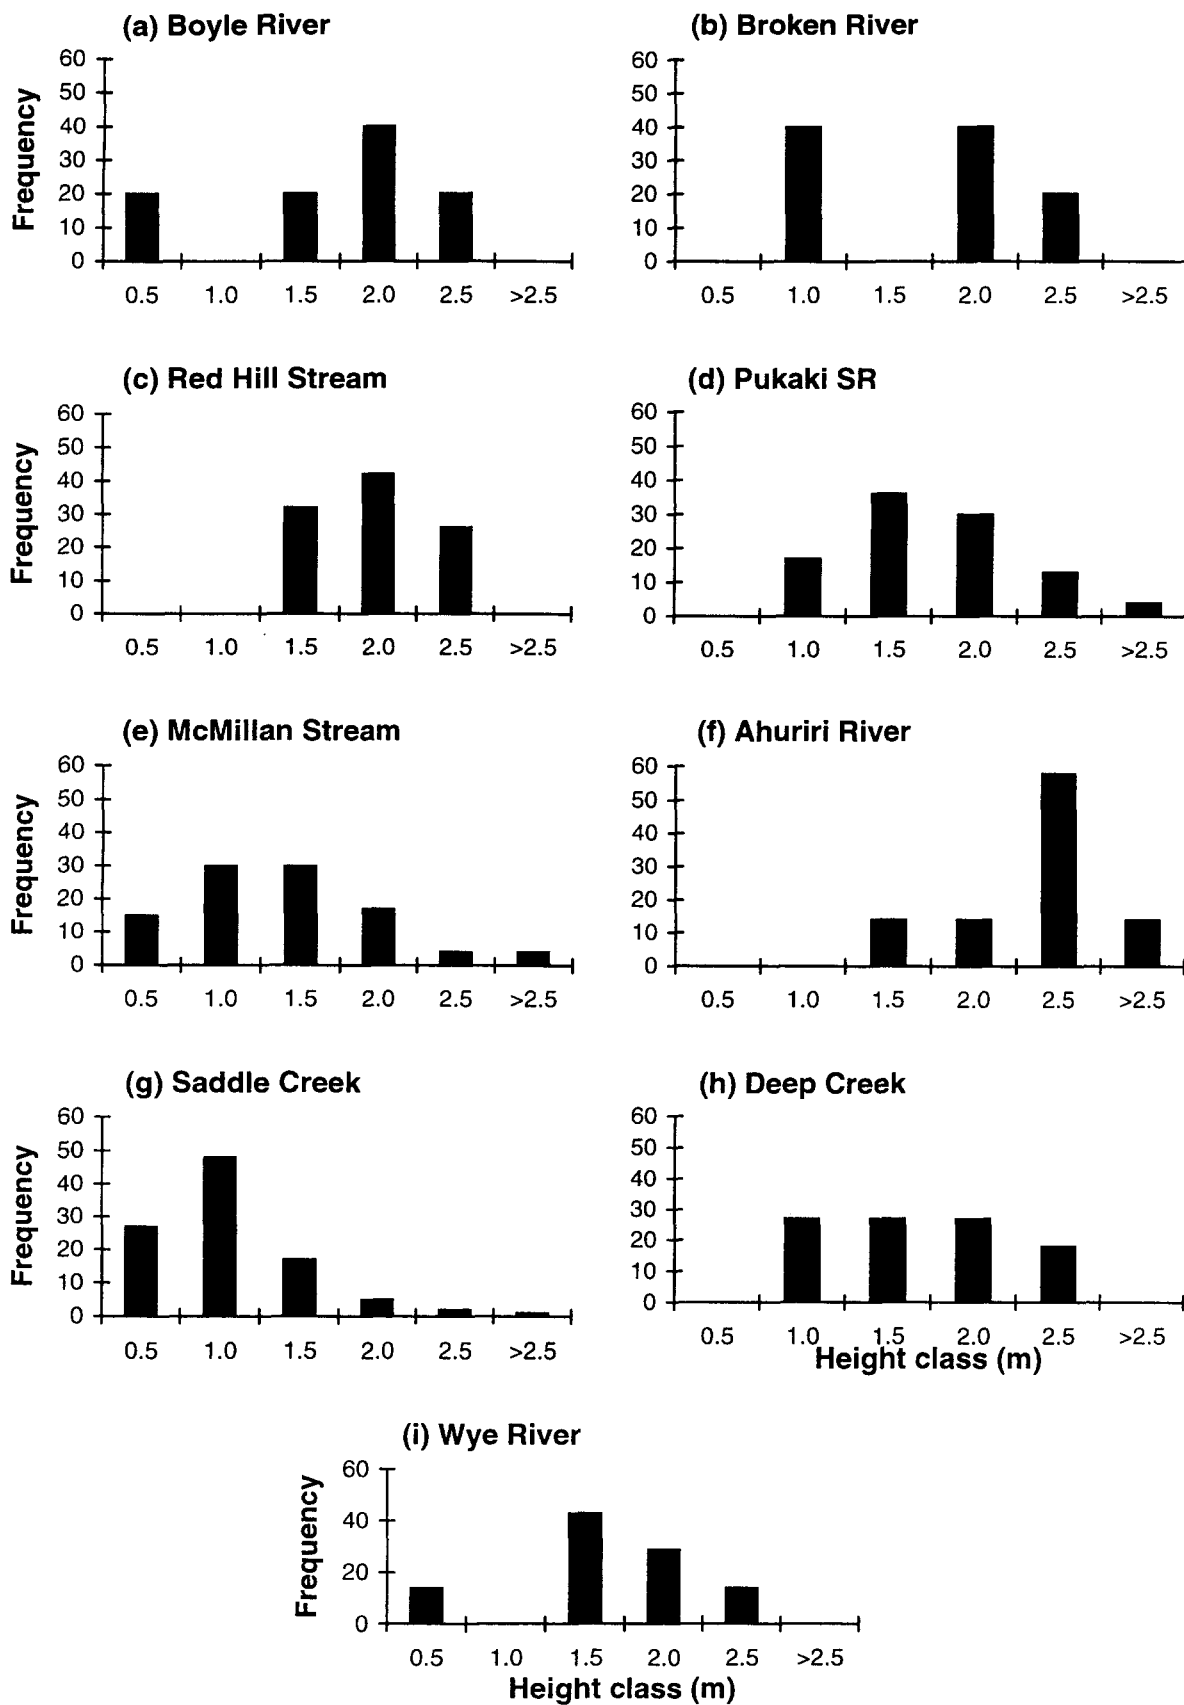 (a) Boyle River
Frequency
60
50
40
30
20
10
0
0.5 1.0 1.5 2.0 2.5 >2.5
(b) Broken River
60
50
40
30
20
10
0
0.5 1.0 1.5 2.0 2.5 >2.5
(c) Red Hill Stream
Frequency
60
50
40
30
20
10
0
0.5 1.0 1.5 2.0 2.5 >2.5
(d) Pukaki SR
60
50
40
30
20
10
0
0.5 1.0 1.5 2.0 2.5 >2.5
(e) McMillan Stream
Frequency
60
50
40
30
20
10
0
0.5 1.0 1.5 2.0 2.5 >2.5
(f) Ahuriri River
60
50
40
30
20
10
0
0.5 1.0 1.5 2.0 2.5 >2.5
(g) Saddle Creek
Frequency
60
50
40
30
20
10
0
0.5 1.0 1.5 2.0 2.5 >2.5
(h) Deep Creek
60
50
40
30
20
10
0
0.5 1.0 1.5 2.0 2.5 >2.5
Height class (m)
(i) Wye River
Frequency
60
40
20
0
0.5 1.0 1.5 2.0 2.5 >2.5
Height class (m)